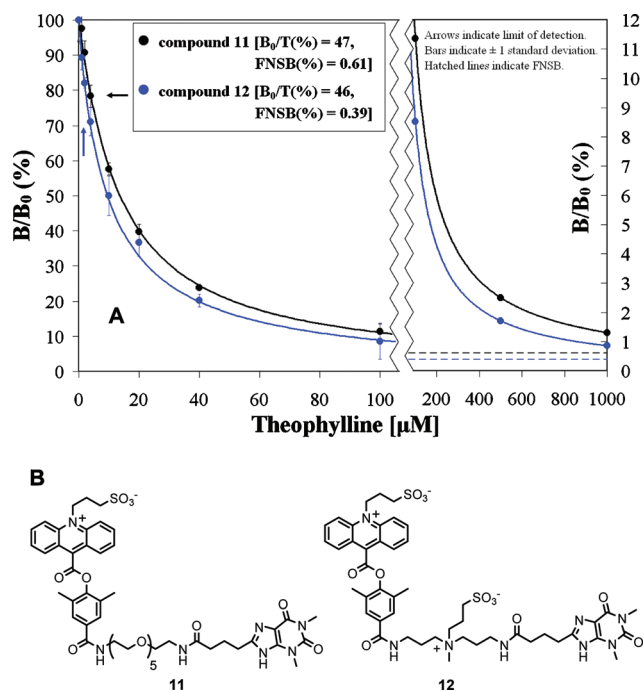 compound 11 [B₀/T(%) = 47,
FNSB(%) = 0.61]
compound 12 [B₀/T(%) = 46,
FNSB(%) = 0.39]
Arrows indicate limit of detection.
Bars indicate ± 1 standard deviation.
Hatched lines indicate FNSB.
B/B₀ (%)
100
90
80
70
60
50
40
30
20
10
0
A
12
11
10
9
8
7
6
5
4
3
2
1
0
B/B₀ (%)
0 20 40 60 80 100 200 400 600 800 1000
Theophylline [µM]
B
SO₃⁻
N⁺
O
O
O
N
H
O
5
N
H
O
N
N
H
O
N
O
N
11
SO₃⁻
N⁺
O
O
O
N
H
SO₃⁻
N
+
N
H
O
N
N
H
O
N
O
N
12